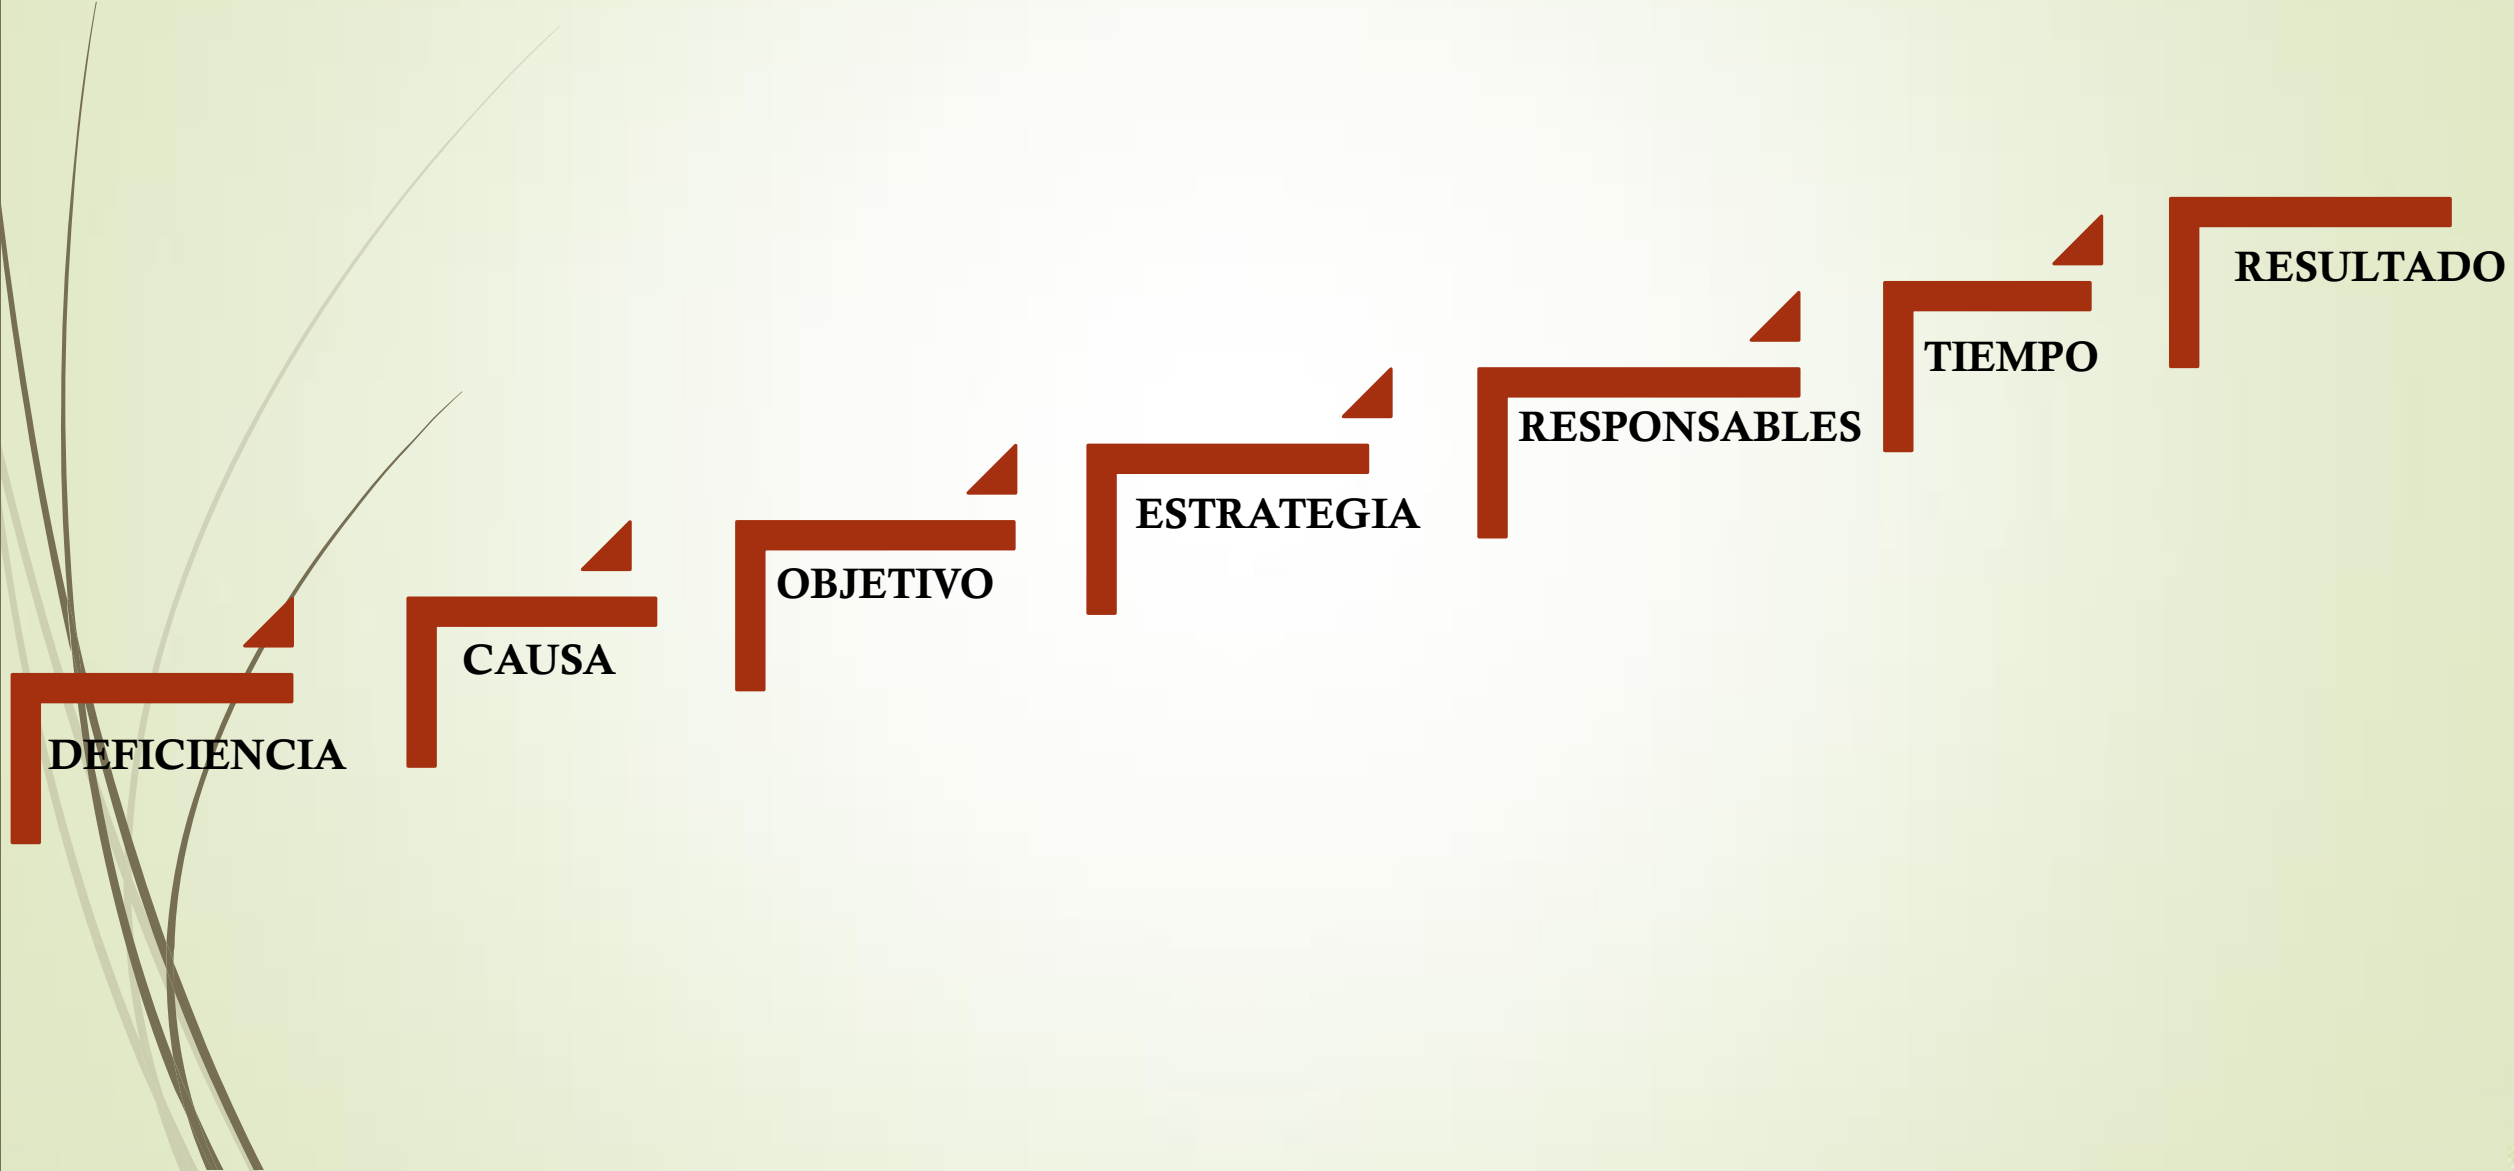 DEFICIENCIA
CAUSA
OBJETIVO
ESTRATEGIA
RESPONSABLES
TIEMPO
RESULTADO